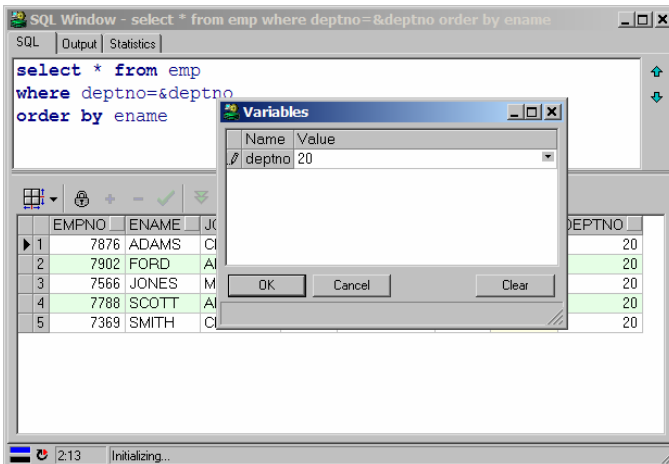 SQL Window - select * from emp where deptno=&deptno order by ename
SQL Output Statistics
select * from emp
where deptno=&deptno
order by ename
Variables
Name Value
deptno 20
OK Cancel Clear
EMPNO ENAME DEPTNO
1 7876 ADAMS 20
2 7902 FORD 20
3 7566 JONES 20
4 7788 SCOTT 20
5 7369 SMITH 20
2:13 Initializing...